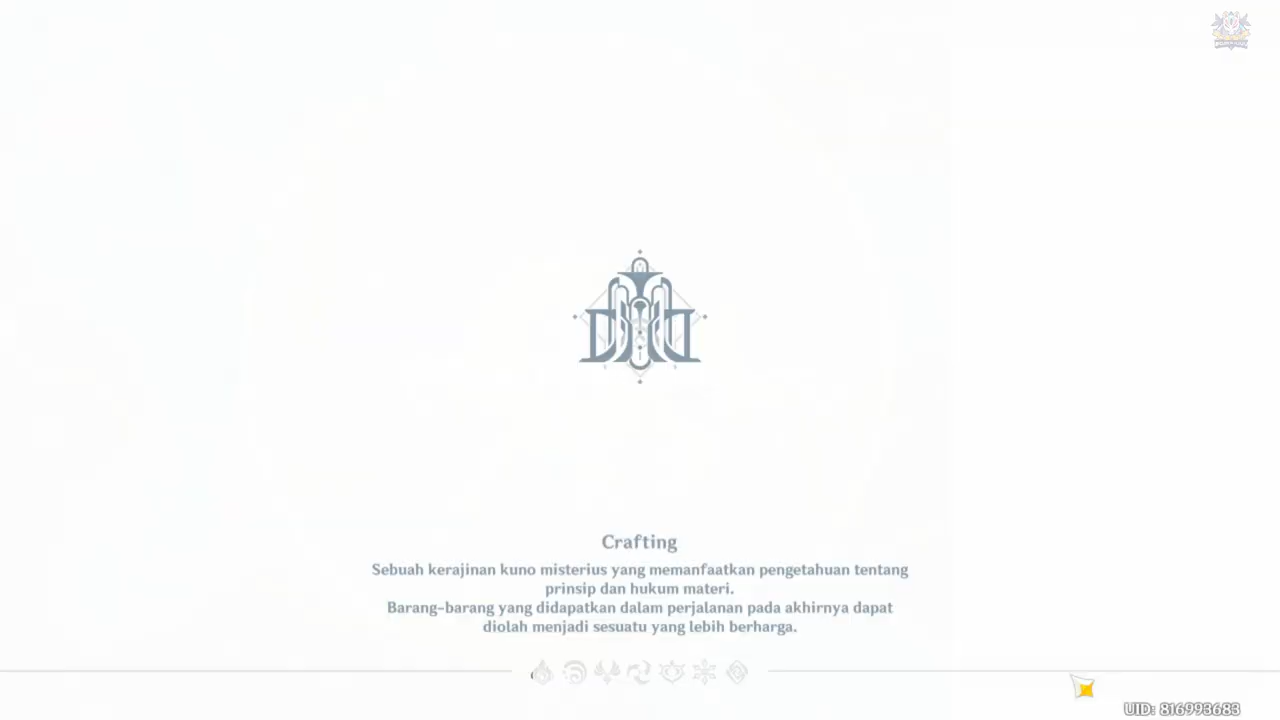 Crafting
Sebuah kerajinan kuno misterius yang memanfaatkan pengetahuan tentang
prinsip dan hukum materi.
Barang-barang yang didapatkan dalam perjalanan pada akhirnya dapat
diolah menjadi sesuatu yang lebih berharga.
UID: 816993683